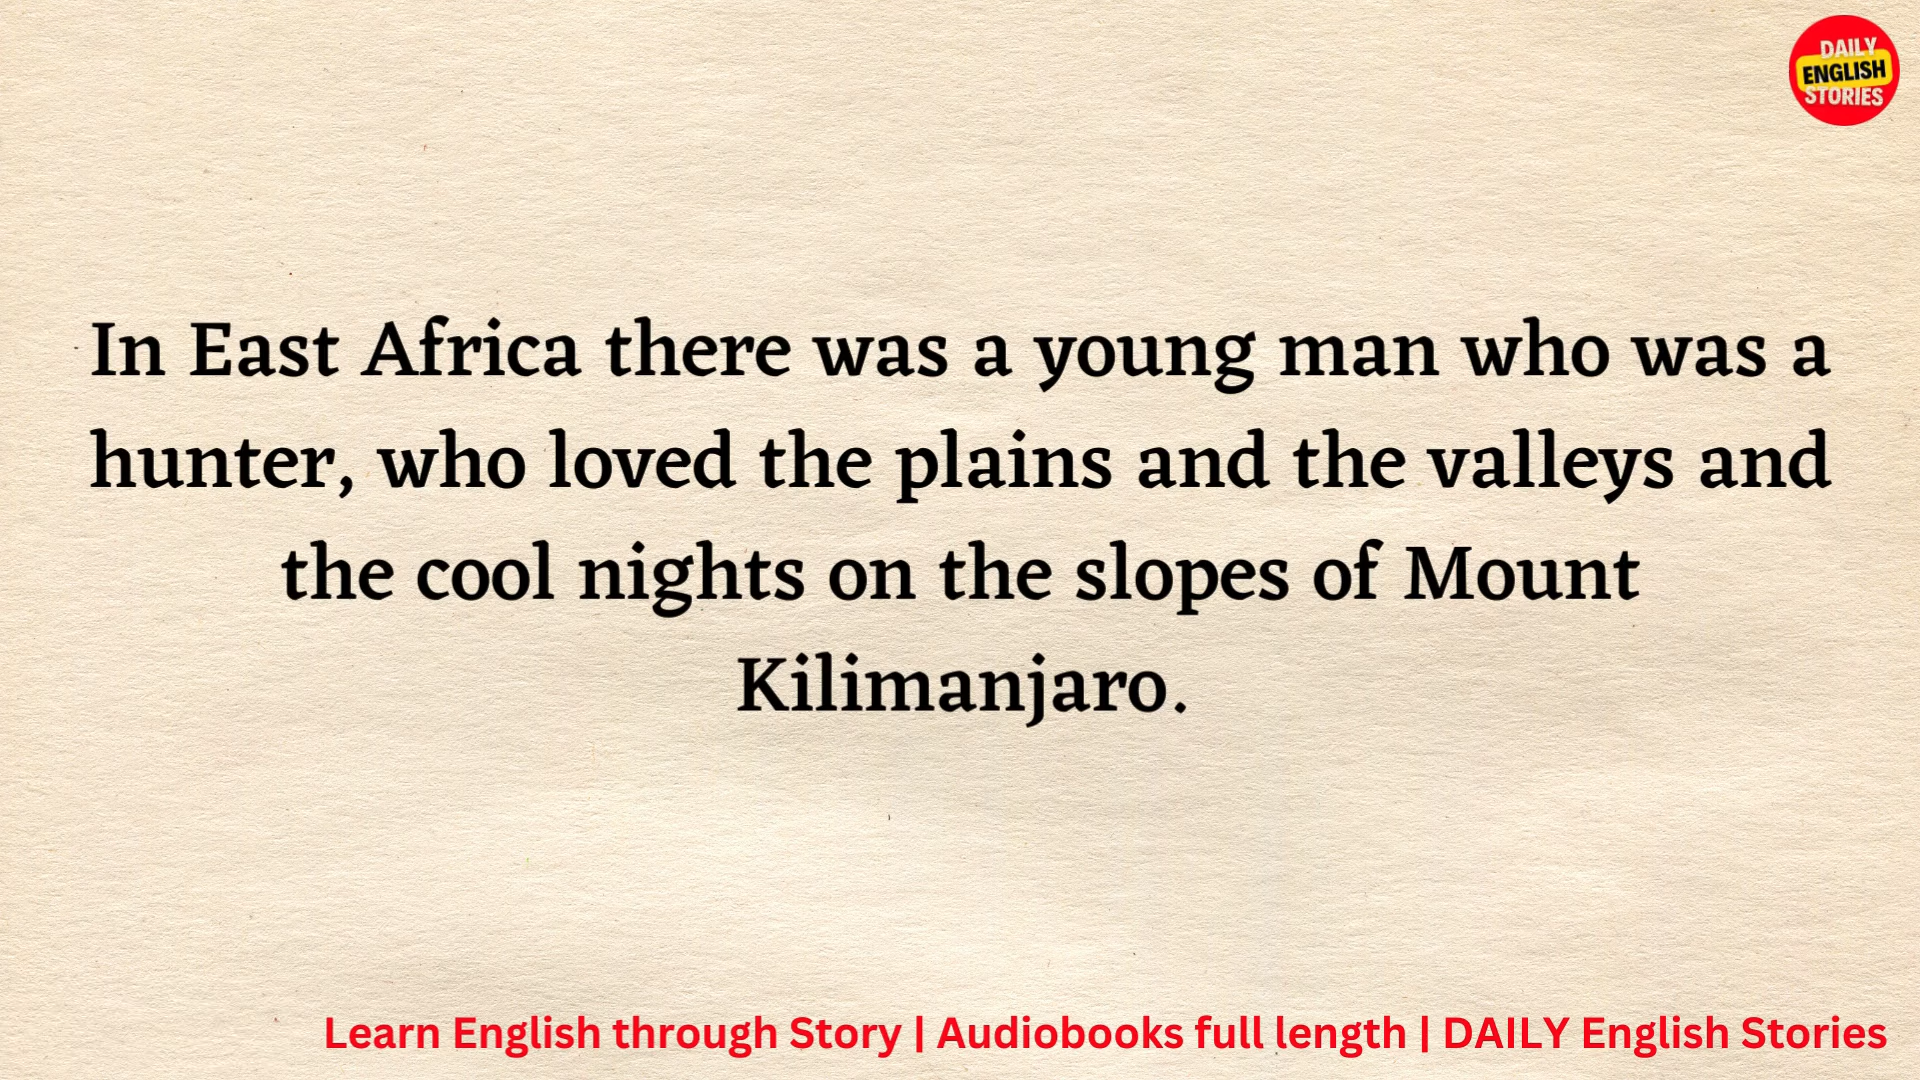 DAILY
ENGLISH
STORIES
In East Africa there was a young man who was a
hunter, who loved the plains and the valleys and
the cool nights on the slopes of Mount
Kilimanjaro.
Learn English through Story | Audiobooks full length | DAILY English Stories